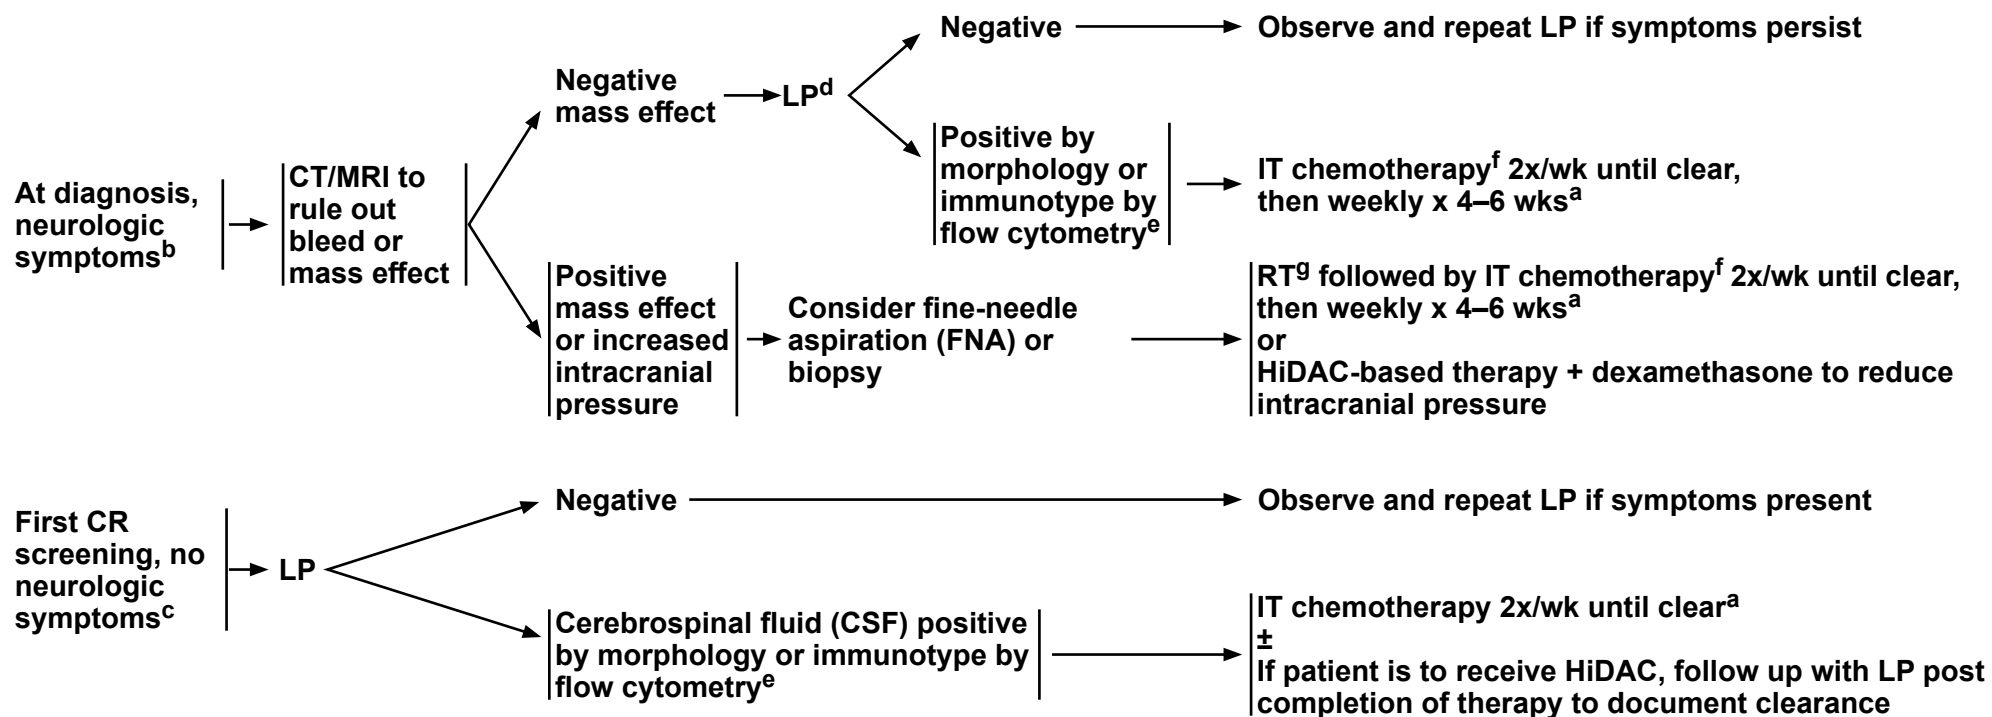 At diagnosis,
neurologic
symptomsᵇ
CT/MRI to
rule out
bleed or
mass effect
Negative
mass effect
LPᵈ
Negative
Observe and repeat LP if symptoms persist
Positive by
morphology or
immunotype by
flow cytometryᵉ
IT chemotherapyᶠ 2x/wk until clear,
then weekly x 4–6 wksᵃ
Positive
mass effect
or increased
intracranial
pressure
Consider fine-needle
aspiration (FNA) or
biopsy
RTᵍ followed by IT chemotherapyᶠ 2x/wk until clear,
then weekly x 4–6 wksᵃ
or
HiDAC-based therapy + dexamethasone to reduce
intracranial pressure
First CR
screening, no
neurologic
symptomsᶜ
LP
Negative
Observe and repeat LP if symptoms present
Cerebrospinal fluid (CSF) positive
by morphology or immunotype by
flow cytometryᵉ
IT chemotherapy 2x/wk until clearᵃ
±
If patient is to receive HiDAC, follow up with LP post
completion of therapy to document clearance